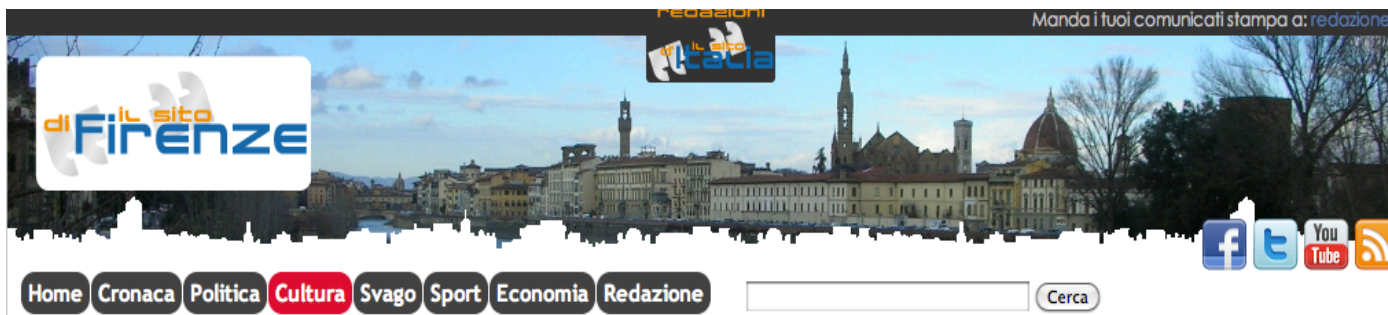 redazioni
Manda i tuoi comunicati stampa a: redazione
di il sito
Italia
di il sito
Firenze
You
Tube
Home Cronaca Politica Cultura Svago Sport Economia Redazione
Cerca